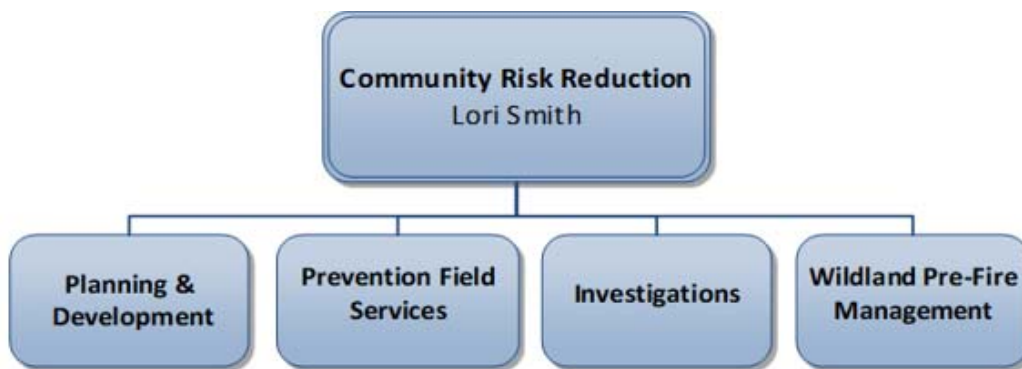 Community Risk Reduction
Lori Smith
Planning &
Development
Prevention Field
Services
Investigations
Wildland Pre-Fire
Management